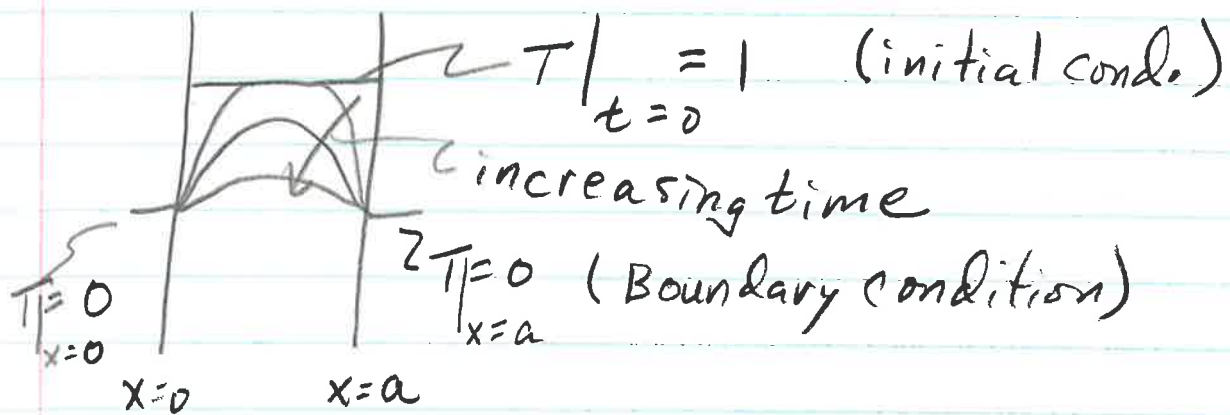 T|t=0 = 1 (initial cond.)
increasing time
T|x=0 = 0
T|x=a = 0 (Boundary condition)
x=0 x=a